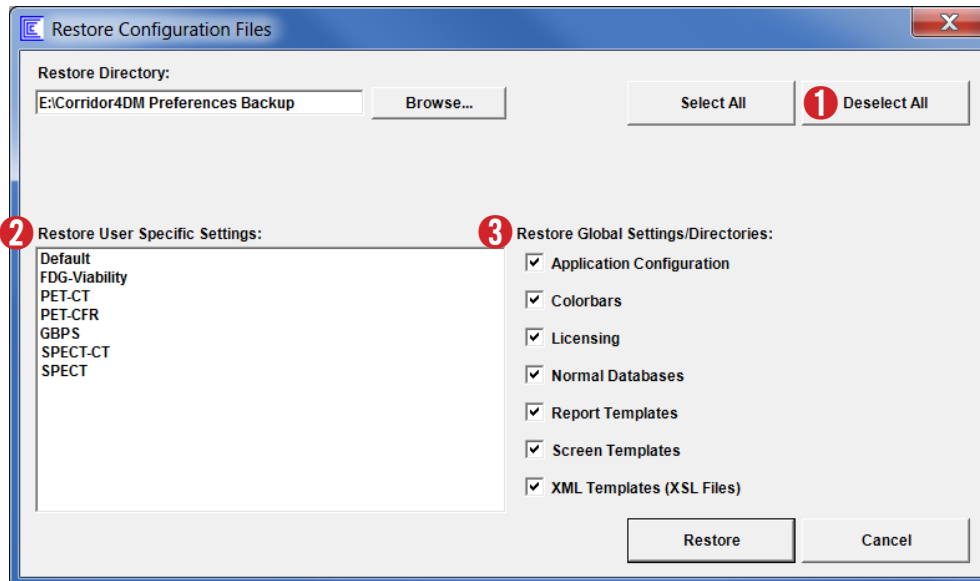 Restore Configuration Files
X
Restore Directory:
E:\Corridor4DM Preferences Backup
Browse...
Select All
1
Deselect All
2
Restore User Specific Settings:
Default
FDG-Viability
PET-CT
PET-CFR
GBPS
SPECT-CT
SPECT
3
Restore Global Settings/Directories:
Application Configuration
Colorbars
Licensing
Normal Databases
Report Templates
Screen Templates
XML Templates (XSL Files)
Restore
Cancel